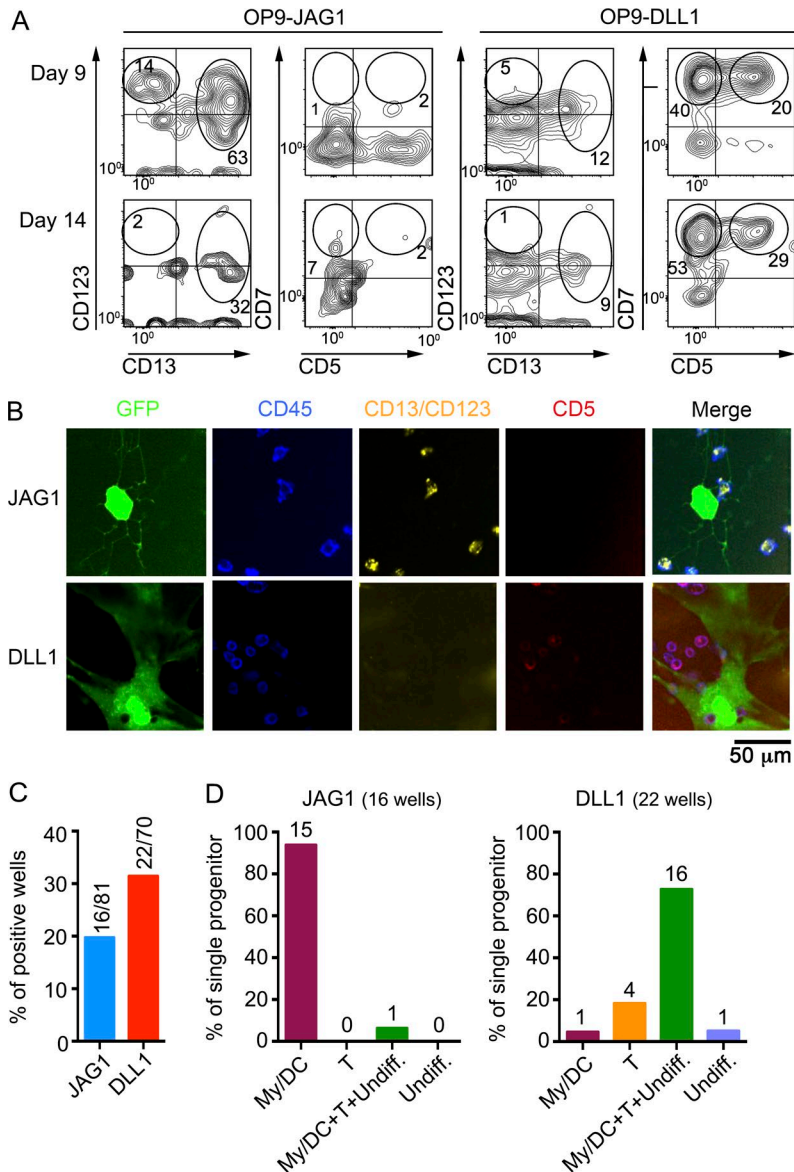 A
OP9-JAG1
OP9-DLL1
Day 9
14
63
1
2
5
12
40
20
10⁰
10⁰
10⁰
10⁰
10⁰
10⁰
10⁰
10⁰
Day 14
2
32
7
2
1
9
53
29
10⁰
10⁰
10⁰
10⁰
10⁰
10⁰
10⁰
10⁰
CD123
CD7
CD123
CD7
CD13
CD5
CD13
CD5
B
GFP
CD45
CD13/CD123
CD5
Merge
JAG1
DLL1
50 μm
C
% of positive wells
40
30
20
10
0
16/81
22/70
JAG1
DLL1
D
JAG1 (16 wells)
% of single progenitor
100
80
60
40
20
0
15
0
1
0
My/DC
T
My/DC+T+Undiff.
Undiff.
DLL1 (22 wells)
% of single progenitor
100
80
60
40
20
0
1
4
16
1
My/DC
T
My/DC+T+Undiff.
Undiff.